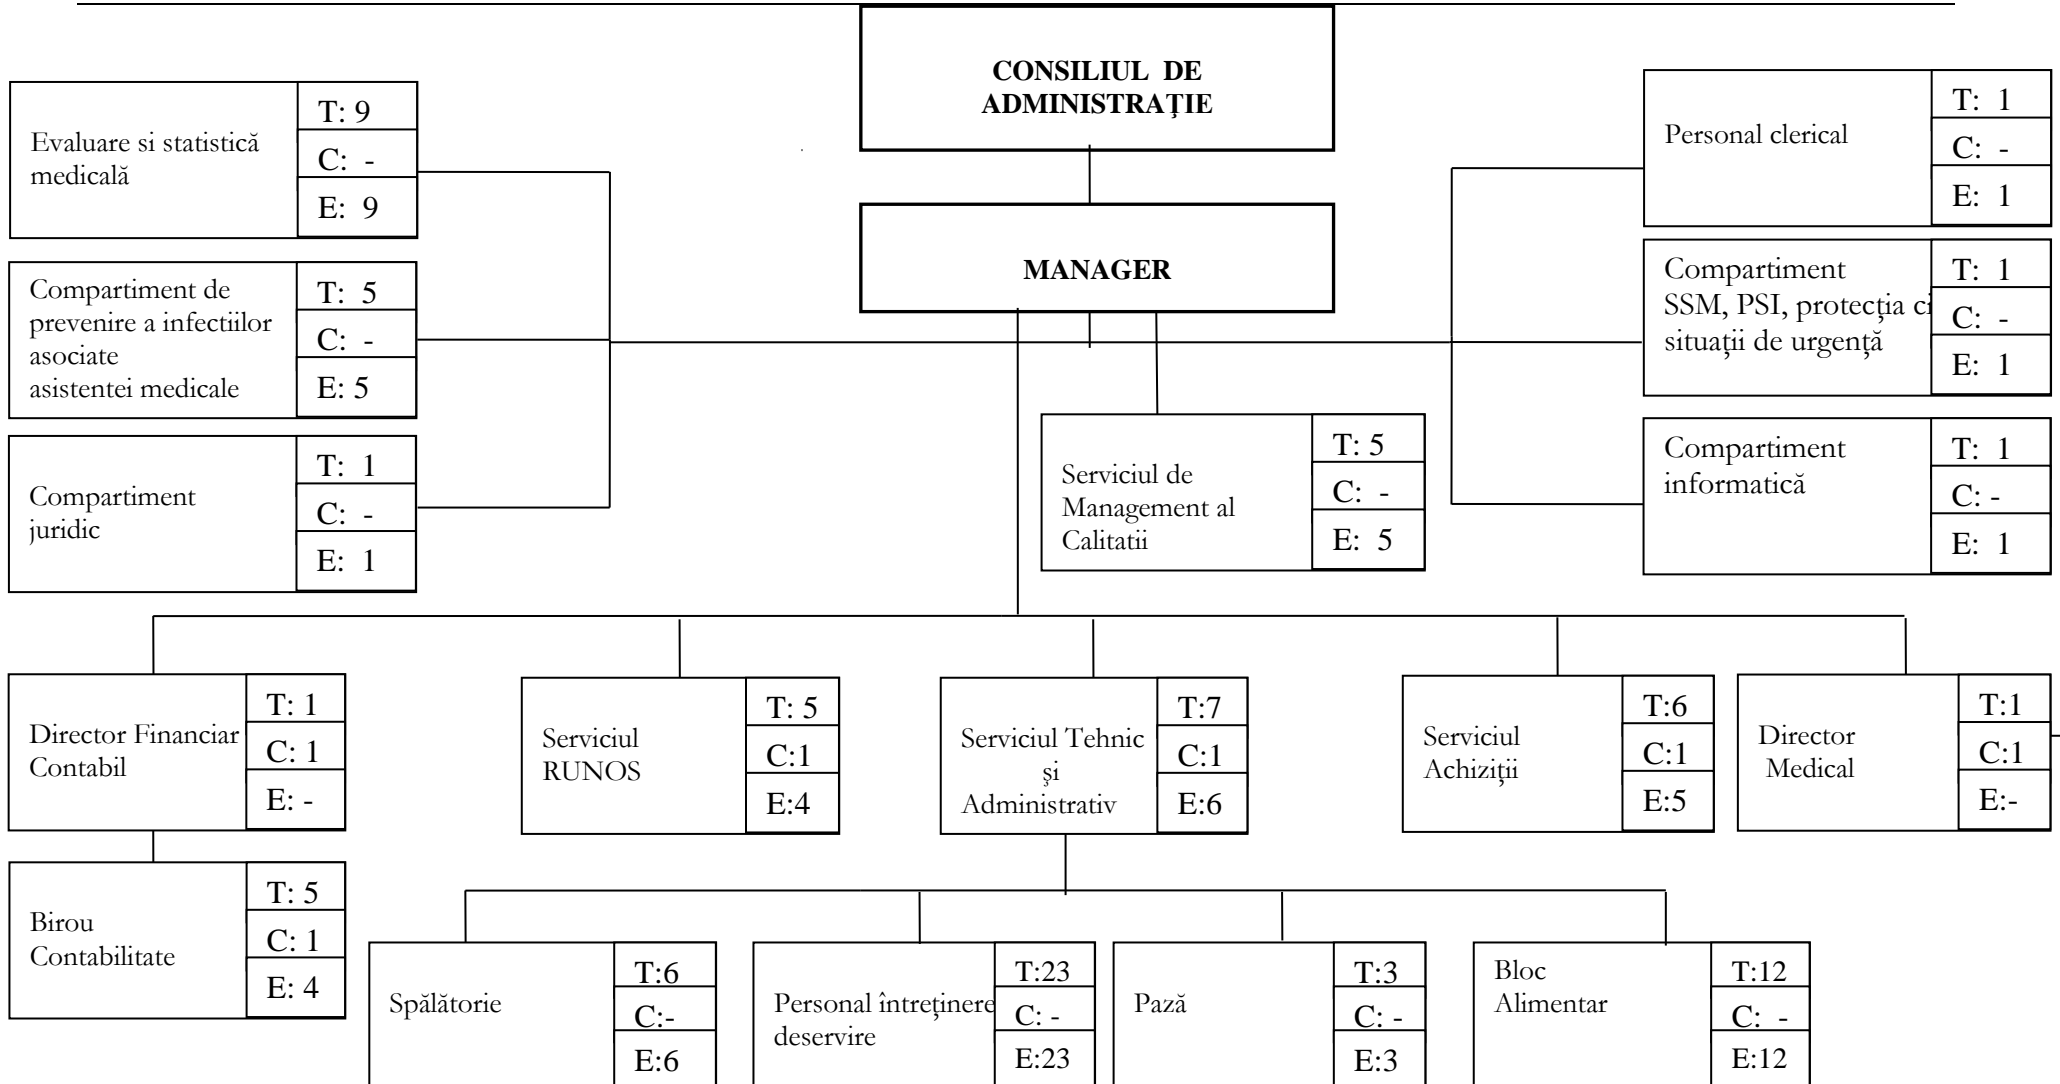 CONSILIUL DE
ADMINISTRAŢIE
Evaluare si statistică
medicală
T: 9
C: -
E: 9
Personal clerical
T: 1
C: -
E: 1
MANAGER
Compartiment de
prevenire a infectiilor
asociate
asistentei medicale
T: 5
C: -
E: 5
Compartiment
SSM, PSI, protecția ci
situații de urgență
T: 1
C: -
E: 1
Compartiment
juridic
T: 1
C: -
E: 1
Serviciul de
Management al
Calitatii
T: 5
C: -
E: 5
Compartiment
informatică
T: 1
C: -
E: 1
Director Financiar
Contabil
T: 1
C: 1
E: -
Serviciul
RUNOS
T: 5
C:1
E:4
Serviciul Tehnic
şi
Administrativ
T:7
C:1
E:6
Serviciul
Achiziții
T:6
C:1
E:5
Director
Medical
T:1
C:1
E:-
Birou
Contabilitate
T: 5
C: 1
E: 4
Spălătorie
T:6
C:-
E:6
Personal întreținere
deservire
T:23
C: -
E:23
Pază
T:3
C: -
E:3
Bloc
Alimentar
T:12
C: -
E:12